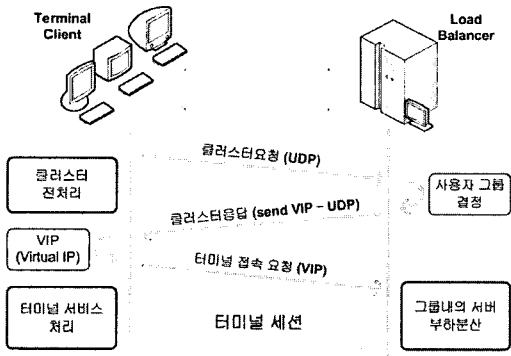 Terminal
Client
Load
Balancer
클러스터요청 (UDP)
클러스터
전처리
사용자 그룹
결정
클러스터응답 (send VIP – UDP)
VIP
(Virtual IP)
터미널 접속 요청 (VIP)
터미널 서비스
처리
터미널 세션
그룹내의 서버
부하분산